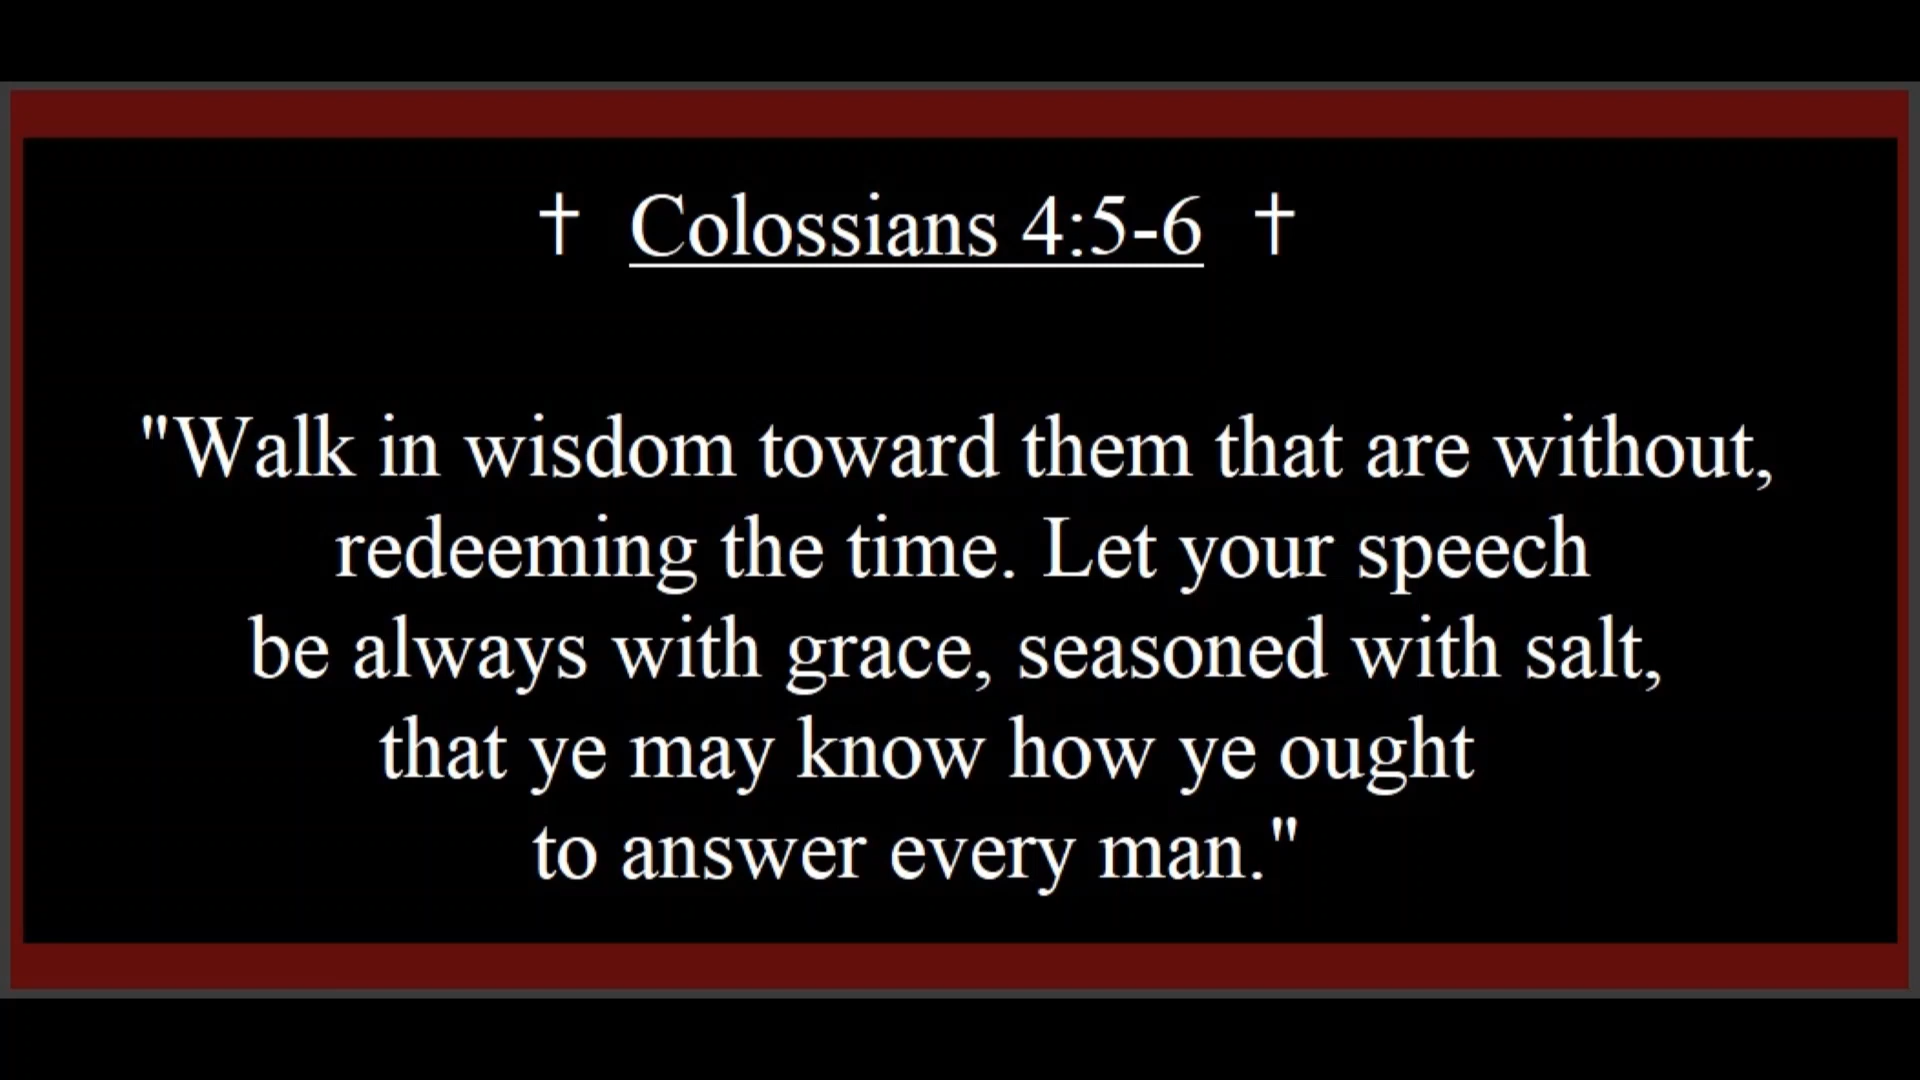 † Colossians 4:5-6 †
"Walk in wisdom toward them that are without,
redeeming the time. Let your speech
be always with grace, seasoned with salt,
that ye may know how ye ought
to answer every man."